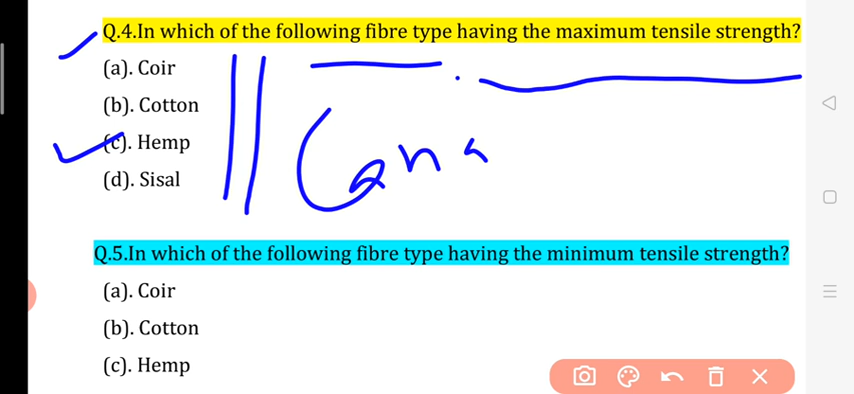 Q.4.In which of the following fibre type having the maximum tensile strength?
(a). Coir
(b). Cotton
(c). Hemp
(d). Sisal
Q.5.In which of the following fibre type having the minimum tensile strength?
(a). Coir
(b). Cotton
(c). Hemp